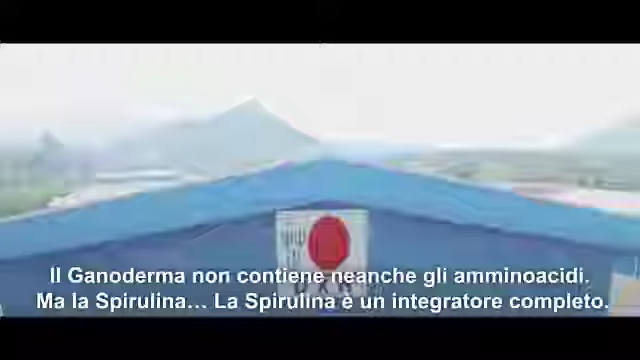 Il Ganoderma non contiene neanche gli amminoacidi.
Ma la Spirulina... La Spirulina è un integratore completo.